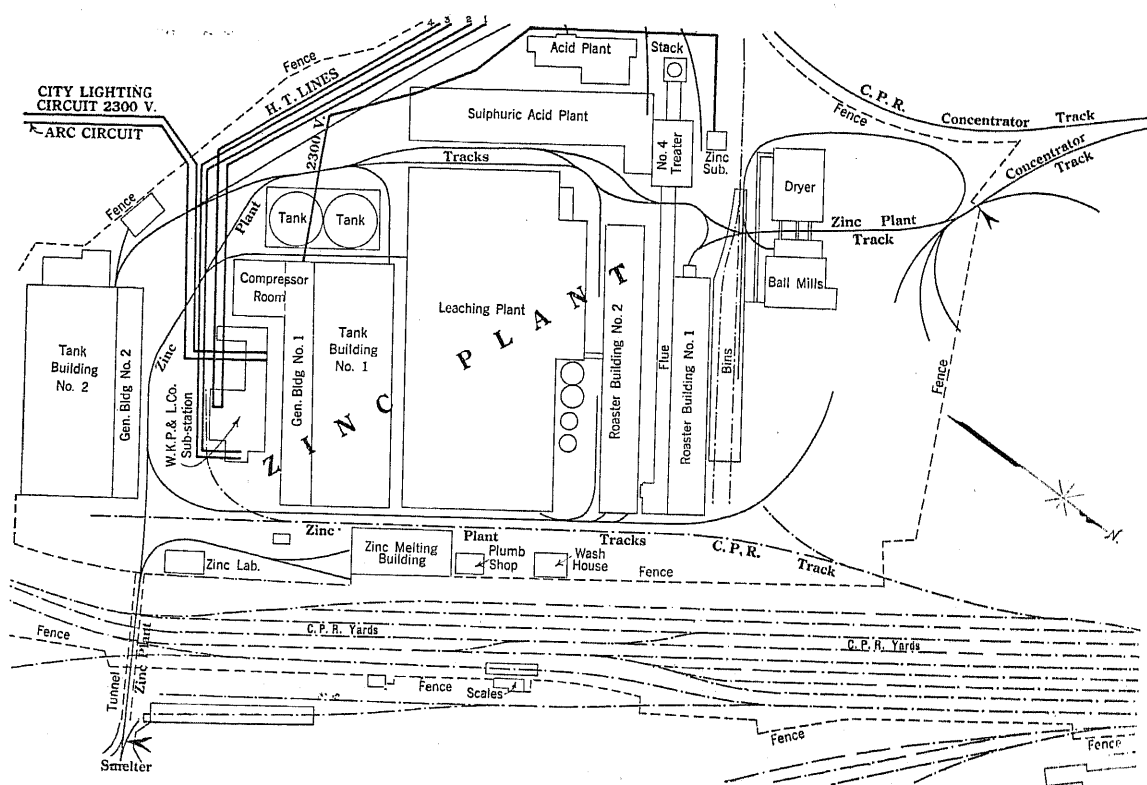 4 3 2 1
Fence
H. T. LINES
CITY LIGHTING
CIRCUIT 2300 V.
ARC CIRCUIT
2300 V.
Acid Plant
Stack
Sulphuric Acid Plant
No. 4
Treater
Zinc
Sub.
C. P. R.
Concentrator
Track
Fence
Concentrator
Track
Tracks
Dryer
Zinc Plant
Track
Ball Mills
Fence
Plant
Zinc
Tank
Tank
Compressor
Room
Leaching Plant
Tank
Building
No. 2
Gen. Bldg No. 2
W.K.P. & L.Co.
Sub-station
Gen. Bldg No. 1
Tank
Building
No. 1
ZINC PLANT
Roaster Building No. 2
Flue
Roaster Building No. 1
Bins
Fence
N.
Zinc Plant Tracks
C. P. R.
Track
Zinc Lab.
Zinc Melting
Building
Plumb
Shop
Wash
House
Fence
Fence
C. P. R. Yards
C. P. R. Yards
Tunnel
Zinc Plant
Fence
Scales
Fence
Fence
Smelter